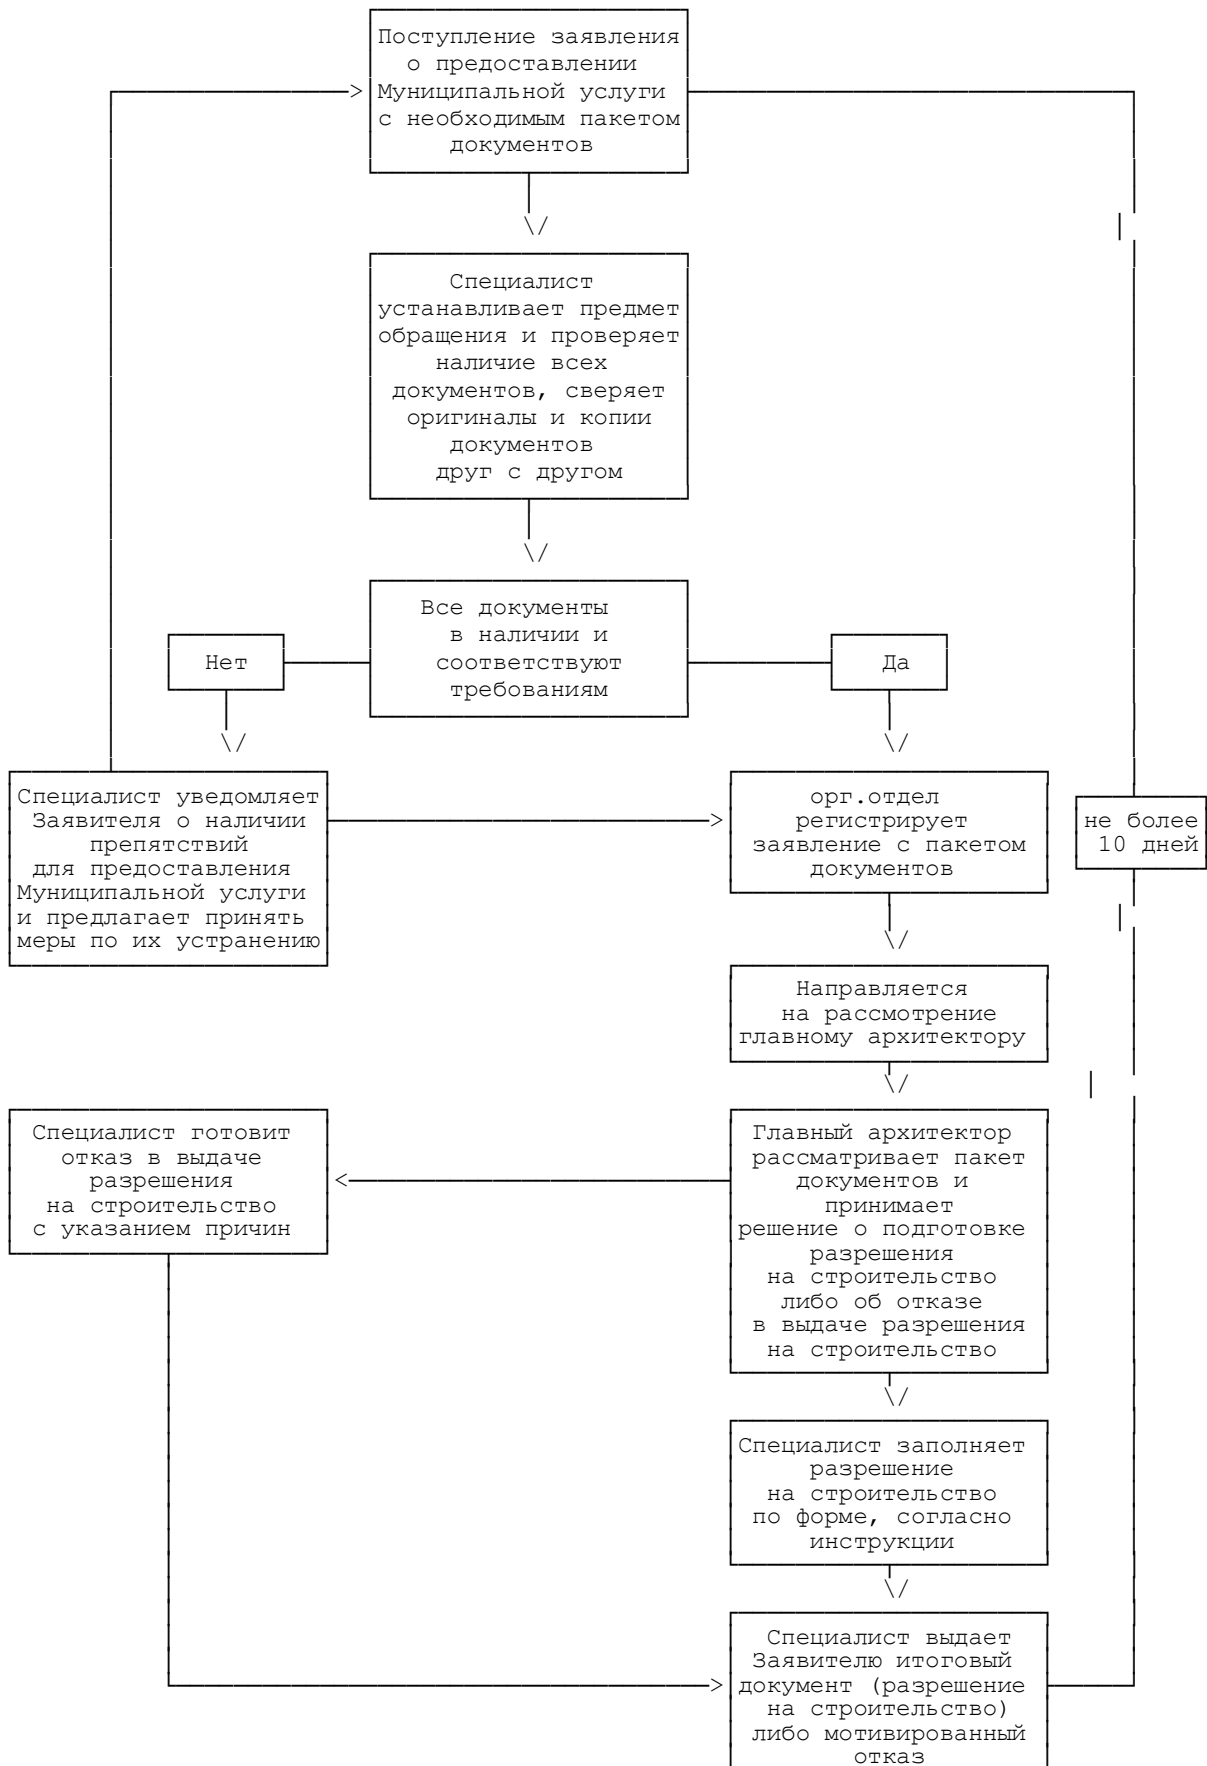 Поступление заявления
о предоставлении
Муниципальной услуги
с необходимым пакетом
документов
Специалист
устанавливает предмет
обращения и проверяет
наличие всех
документов, сверяет
оригиналы и копии
документов
друг с другом
Все документы
в наличии и
соответствуют
требованиям
Нет
Да
Специалист уведомляет
Заявителя о наличии
препятствий
для предоставления
Муниципальной услуги
и предлагает принять
меры по их устранению
орг.отдел
регистрирует
заявление с пакетом
документов
не более
10 дней
Направляется
на рассмотрение
главному архитектору
Специалист готовит
отказ в выдаче
разрешения
на строительство
с указанием причин
Главный архитектор
рассматривает пакет
документов и
принимает
решение о подготовке
разрешения
на строительство
либо об отказе
в выдаче разрешения
на строительство
Специалист заполняет
разрешение
на строительство
по форме, согласно
инструкции
Специалист выдает
Заявителю итоговый
документ (разрешение
на строительство)
либо мотивированный
отказ